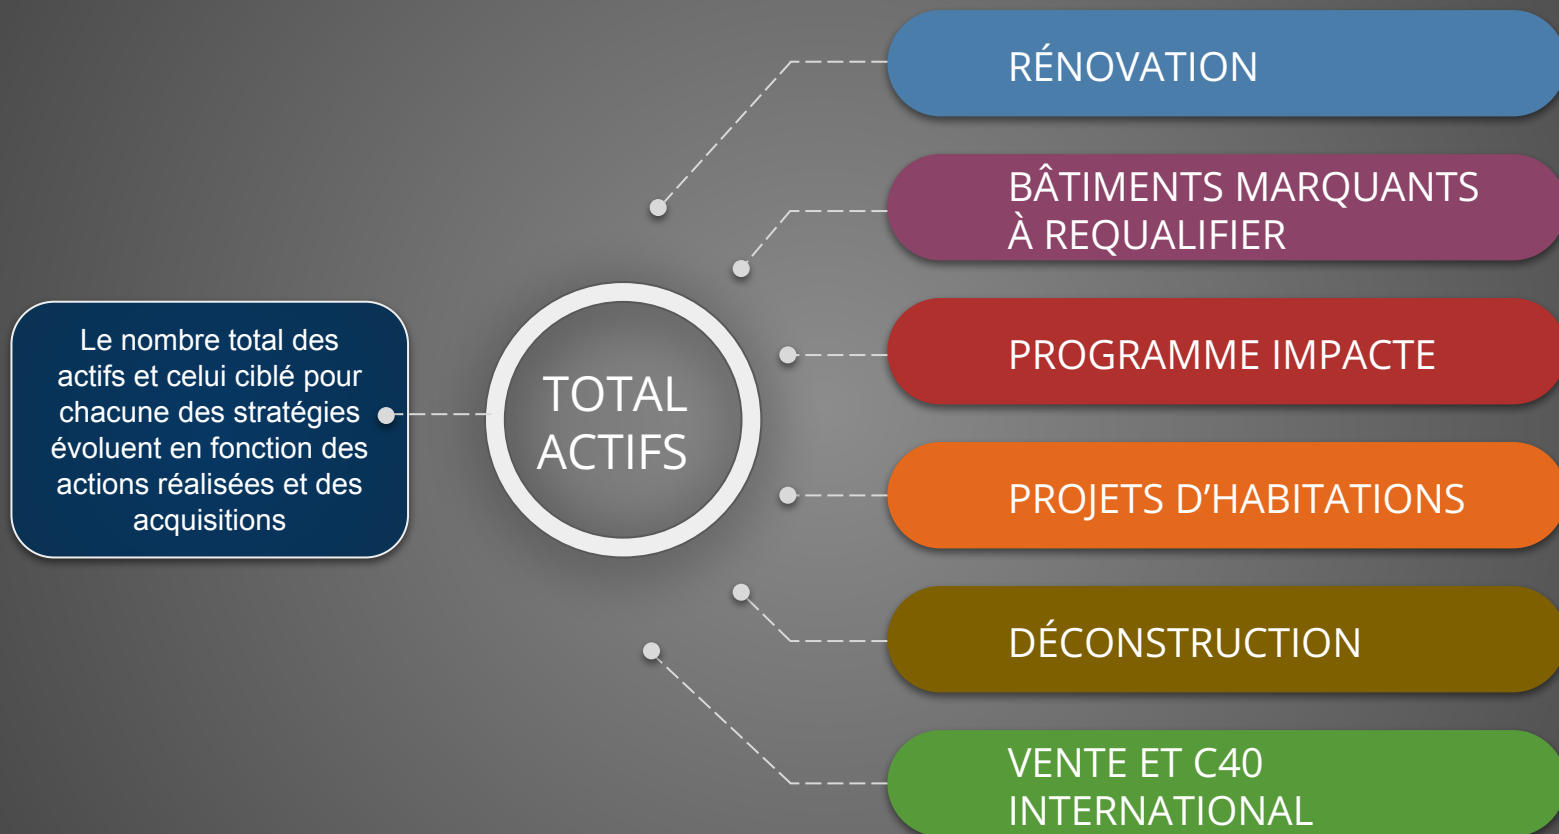 Le nombre total des
actifs et celui ciblé pour
chacune des stratégies
évoluent en fonction des
actions réalisées et des
acquisitions
TOTAL
ACTIFS
RÉNOVATION
BÂTIMENTS MARQUANTS
À REQUALIFIER
PROGRAMME IMPACTE
PROJETS D’HABITATIONS
DÉCONSTRUCTION
VENTE ET C40
INTERNATIONAL